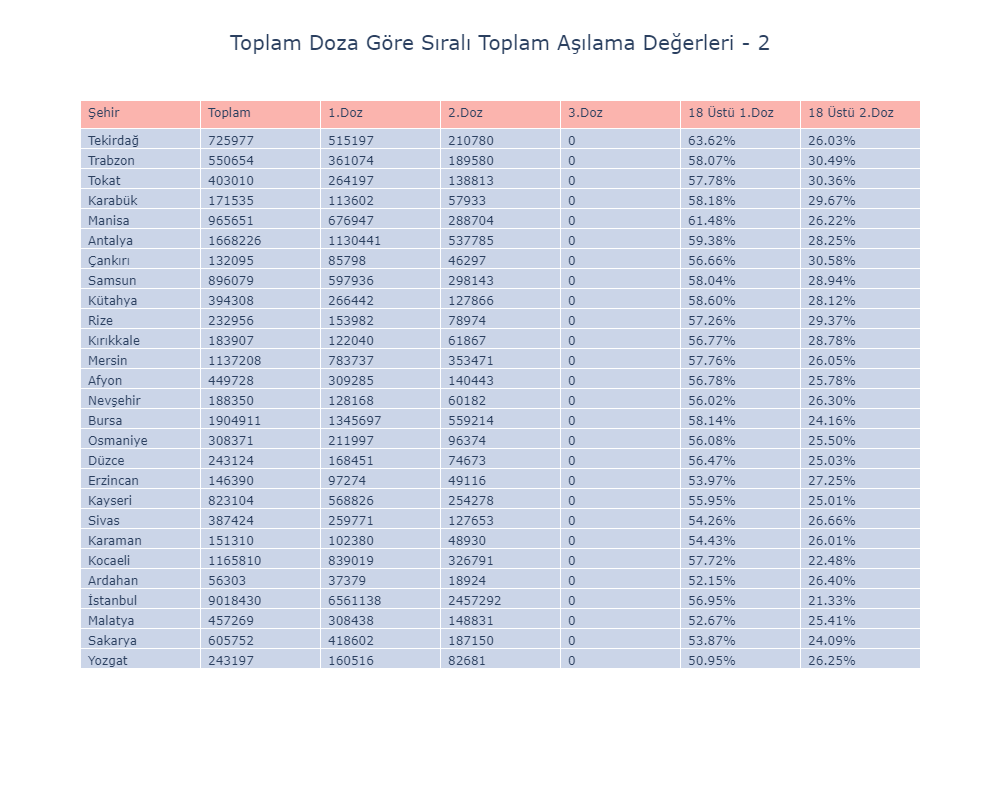 Toplam Doza Göre Sıralı Toplam Aşılama Değerleri - 2
Şehir Toplam 1.Doz 2.Doz 3.Doz 18 Üstü 1.Doz 18 Üstü 2.Doz
Tekirdağ 725977 515197 210780 0 63.62% 26.03%
Trabzon 550654 361074 189580 0 58.07% 30.49%
Tokat 403010 264197 138813 0 57.78% 30.36%
Karabük 171535 113602 57933 0 58.18% 29.67%
Manisa 965651 676947 288704 0 61.48% 26.22%
Antalya 1668226 1130441 537785 0 59.38% 28.25%
Çankırı 132095 85798 46297 0 56.66% 30.58%
Samsun 896079 597936 298143 0 58.04% 28.94%
Kütahya 394308 266442 127866 0 58.60% 28.12%
Rize 232956 153982 78974 0 57.26% 29.37%
Kırıkkale 183907 122040 61867 0 56.77% 28.78%
Mersin 1137208 783737 353471 0 57.76% 26.05%
Afyon 449728 309285 140443 0 56.78% 25.78%
Nevşehir 188350 128168 60182 0 56.02% 26.30%
Bursa 1904911 1345697 559214 0 58.14% 24.16%
Osmaniye 308371 211997 96374 0 56.08% 25.50%
Düzce 243124 168451 74673 0 56.47% 25.03%
Erzincan 146390 97274 49116 0 53.97% 27.25%
Kayseri 823104 568826 254278 0 55.95% 25.01%
Sivas 387424 259771 127653 0 54.26% 26.66%
Karaman 151310 102380 48930 0 54.43% 26.01%
Kocaeli 1165810 839019 326791 0 57.72% 22.48%
Ardahan 56303 37379 18924 0 52.15% 26.40%
İstanbul 9018430 6561138 2457292 0 56.95% 21.33%
Malatya 457269 308438 148831 0 52.67% 25.41%
Sakarya 605752 418602 187150 0 53.87% 24.09%
Yozgat 243197 160516 82681 0 50.95% 26.25%